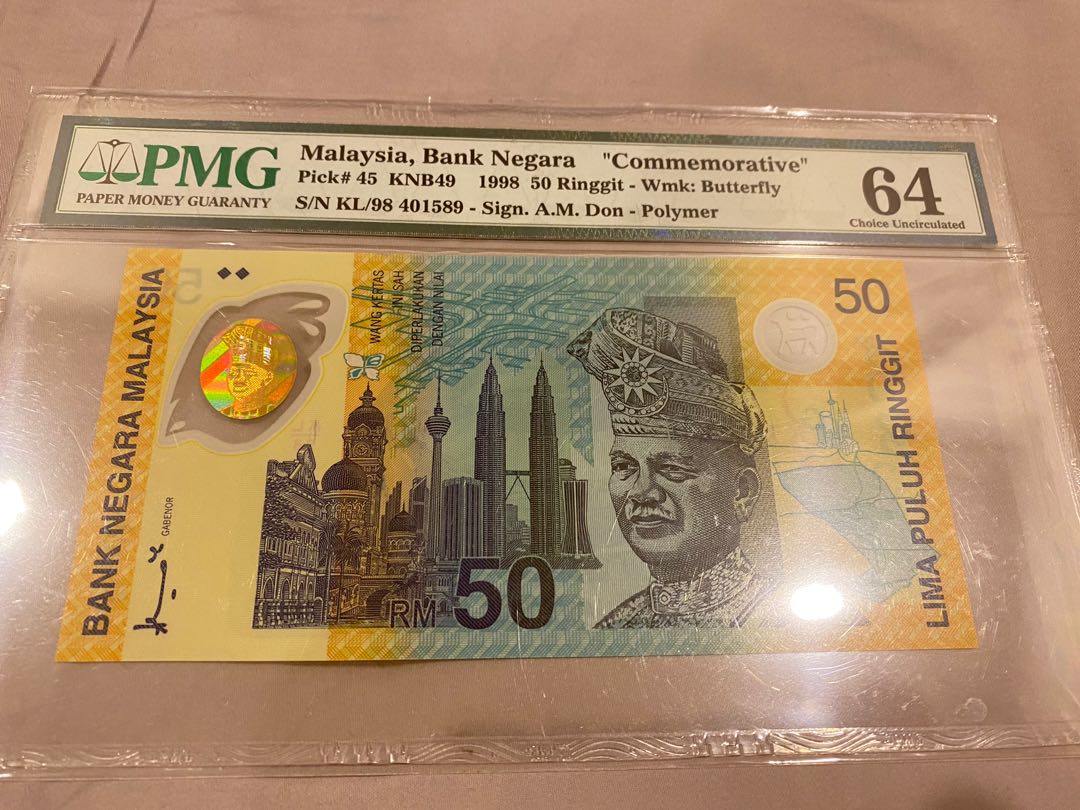 PMG
PAPER MONEY GUARANTY
Malaysia, Bank Negara "Commemorative"
Pick# 45 KNB49 1998 50 Ringgit - Wmk: Butterfly
S/N KL/98 401589 - Sign. A.M. Don - Polymer
64
Choice Uncirculated
BANK NEGARA MALAYSIA
GABENOR
WANG KERTAS
INI SAH
DIPERLAKUKAN
DENGAN NILAI
50
LIMA PULUH RINGGIT
RM 50